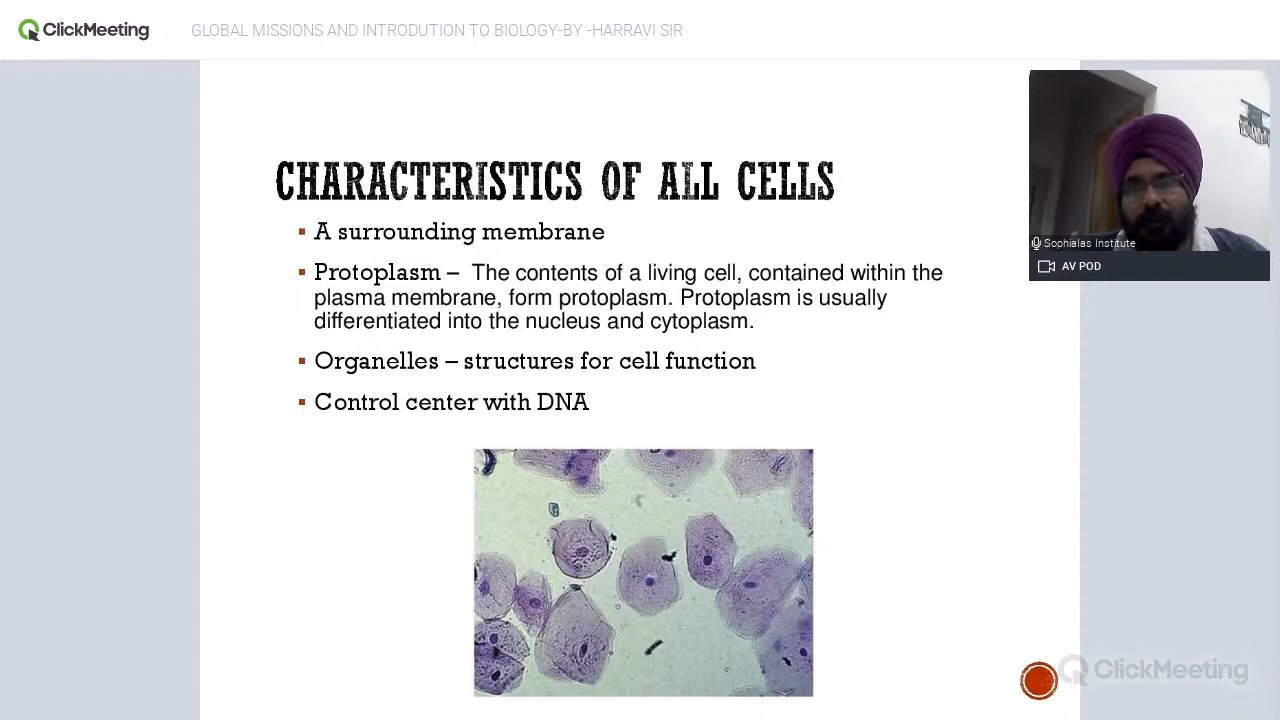 ClickMeeting
GLOBAL MISSIONS AND INTRODUTION TO BIOLOGY-BY -HARRAVI SIR
CHARACTERISTICS OF ALL CELLS
▪ A surrounding membrane
▪ Protoplasm – The contents of a living cell, contained within the
plasma membrane, form protoplasm. Protoplasm is usually
differentiated into the nucleus and cytoplasm.
▪ Organelles – structures for cell function
▪ Control center with DNA
Sophialas Institute
AV POD
ClickMeeting